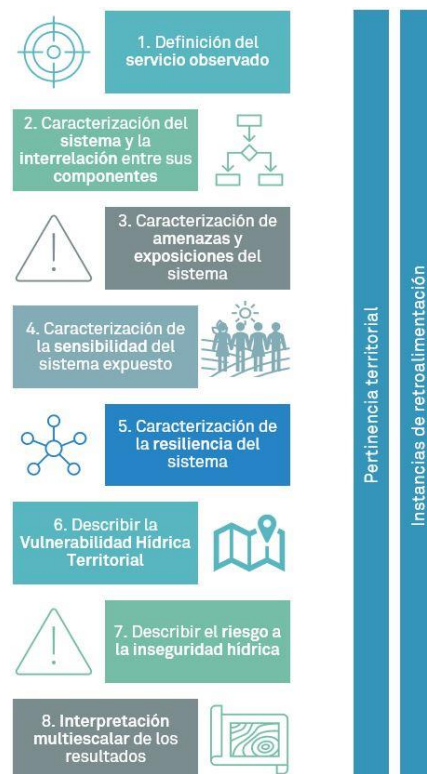 1. Definición del
servicio observado
2. Caracterización del
sistema y la
interrelación entre sus
componentes
3. Caracterización de
amenazas y
exposiciones del
sistema
4. Caracterización de
la sensibilidad del
sistema expuesto
5. Caracterización de
la resiliencia del
sistema
6. Describir la
Vulnerabilidad Hídrica
Territorial
7. Describir el riesgo a
la inseguridad hídrica
8. Interpretación
multiescalar de los
resultados
Pertinencia territorial
Instancias de retroalimentación